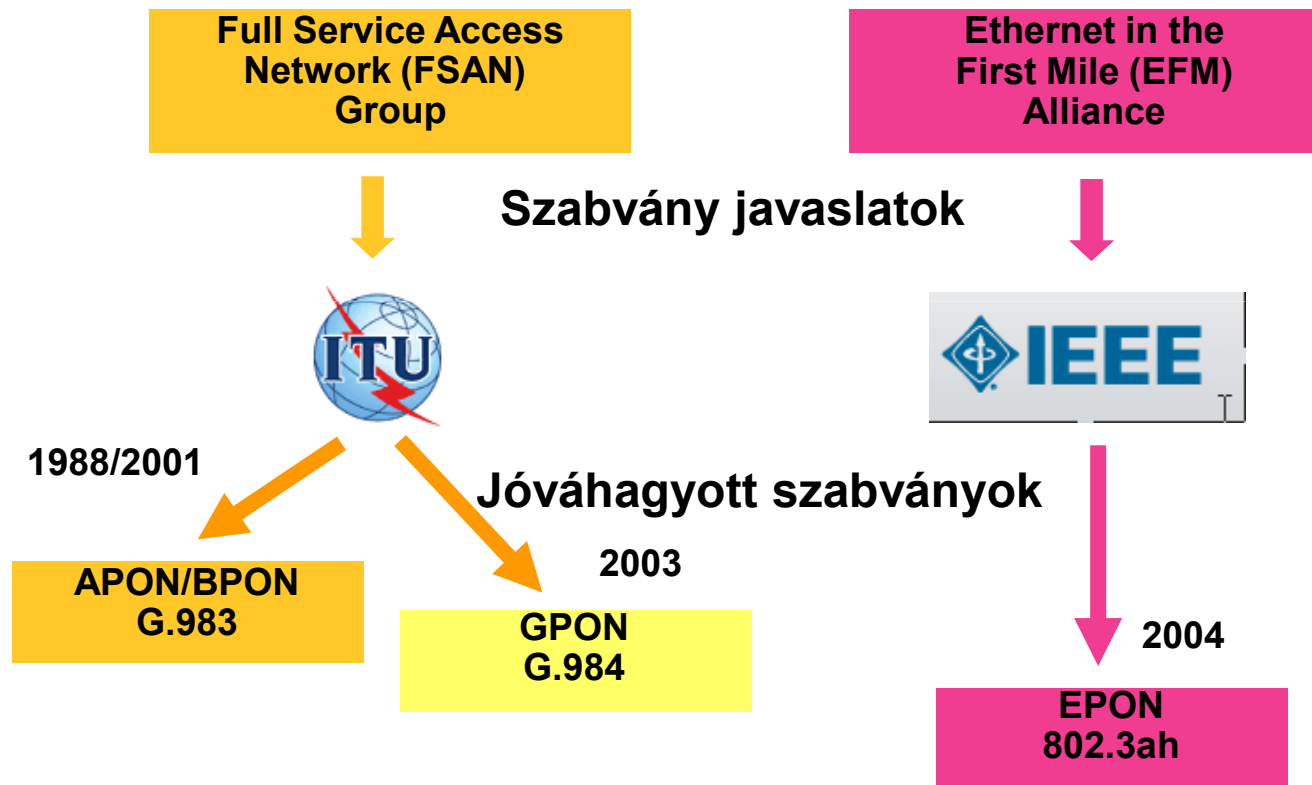 Full Service Access
Network (FSAN)
Group
Ethernet in the
First Mile (EFM)
Alliance
Szabvány javaslatok
ITU
IEEE
1988/2001
Jóváhagyott szabványok
2003
APON/BPON
G.983
GPON
G.984
2004
EPON
802.3ah